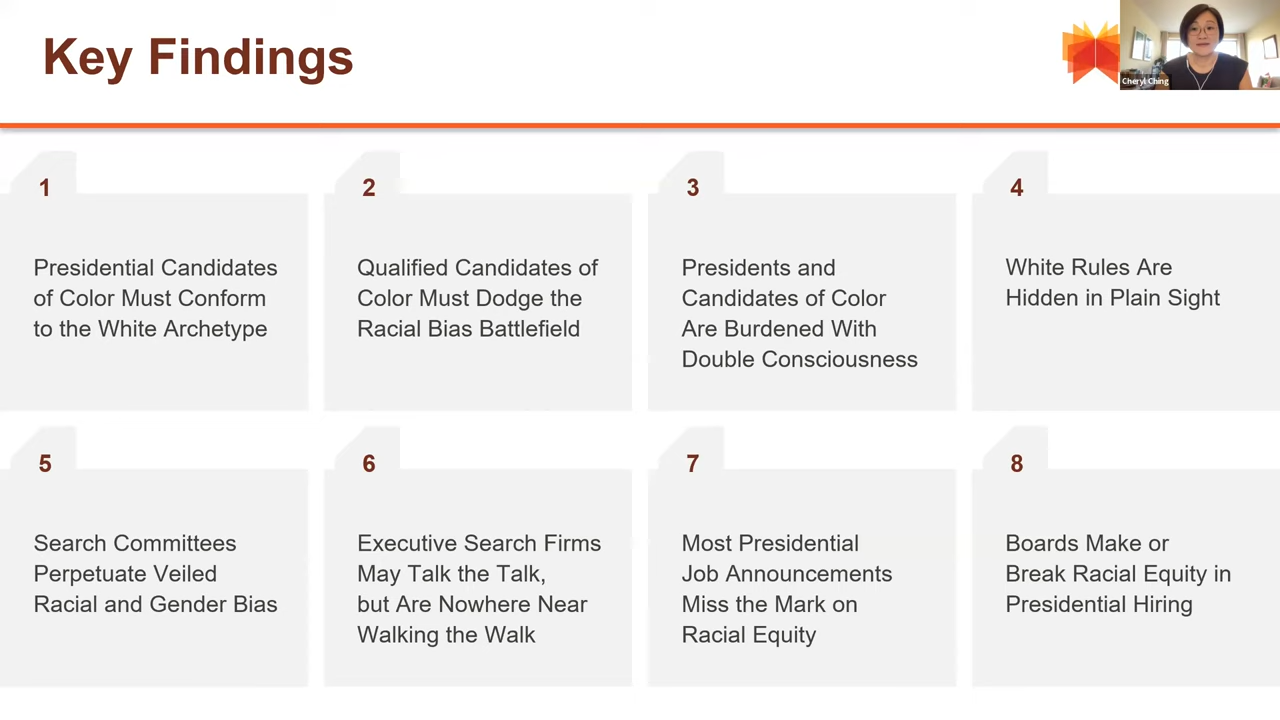 Key Findings
Cheryl Ching
1
Presidential Candidates
of Color Must Conform
to the White Archetype
2
Qualified Candidates of
Color Must Dodge the
Racial Bias Battlefield
3
Presidents and
Candidates of Color
Are Burdened With
Double Consciousness
4
White Rules Are
Hidden in Plain Sight
5
Search Committees
Perpetuate Veiled
Racial and Gender Bias
6
Executive Search Firms
May Talk the Talk,
but Are Nowhere Near
Walking the Walk
7
Most Presidential
Job Announcements
Miss the Mark on
Racial Equity
8
Boards Make or
Break Racial Equity in
Presidential Hiring